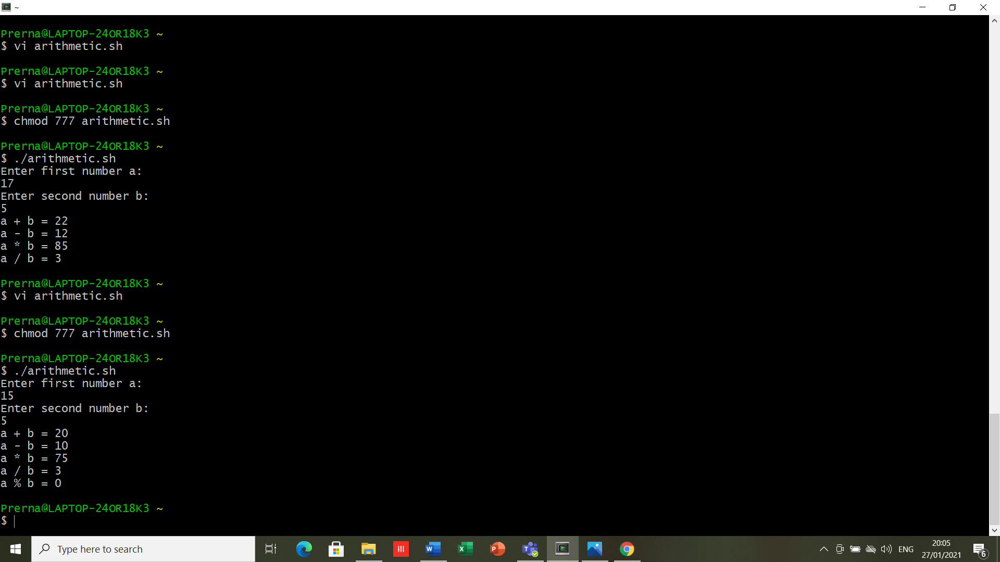 ~
Prerna@LAPTOP-24OR18K3 ~
$ vi arithmetic.sh
Prerna@LAPTOP-24OR18K3 ~
$ vi arithmetic.sh
Prerna@LAPTOP-24OR18K3 ~
$ chmod 777 arithmetic.sh
Prerna@LAPTOP-24OR18K3 ~
$ ./arithmetic.sh
Enter first number a:
17
Enter second number b:
5
a + b = 22
a - b = 12
a * b = 85
a / b = 3
Prerna@LAPTOP-24OR18K3 ~
$ vi arithmetic.sh
Prerna@LAPTOP-24OR18K3 ~
$ chmod 777 arithmetic.sh
Prerna@LAPTOP-24OR18K3 ~
$ ./arithmetic.sh
Enter first number a:
15
Enter second number b:
5
a + b = 20
a - b = 10
a * b = 75
a / b = 3
a % b = 0
Prerna@LAPTOP-24OR18K3 ~
$
Type here to search
ENG
20:05
27/01/2021
6